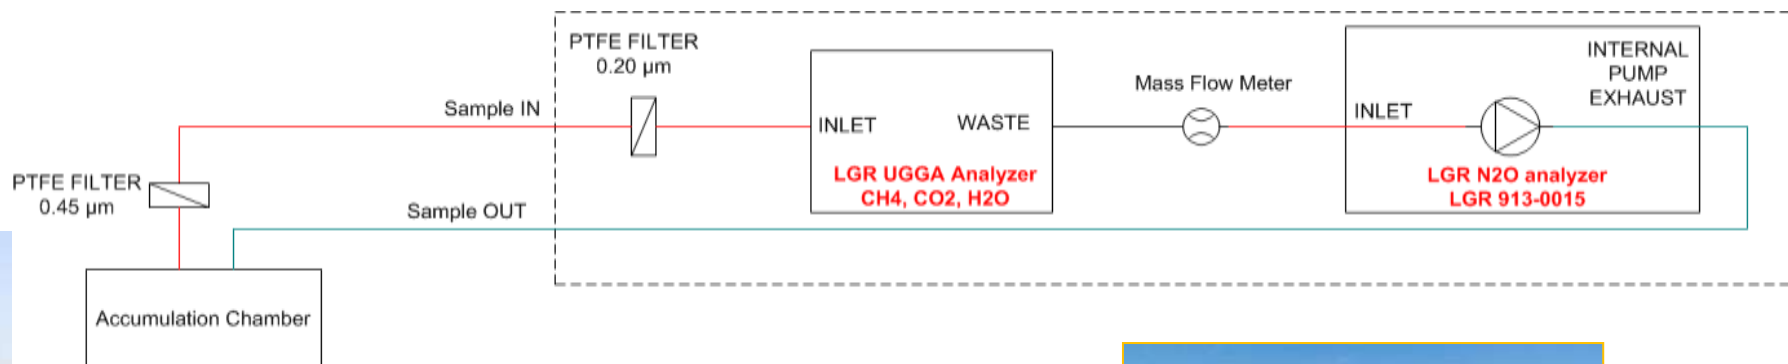 PTFE FILTER
0.20 µm
Sample IN
Mass Flow Meter
INTERNAL
PUMP
EXHAUST
INLET
WASTE
INLET
LGR UGGA Analyzer
CH4, CO2, H2O
LGR N2O analyzer
LGR 913-0015
PTFE FILTER
0.45 µm
Sample OUT
Accumulation Chamber